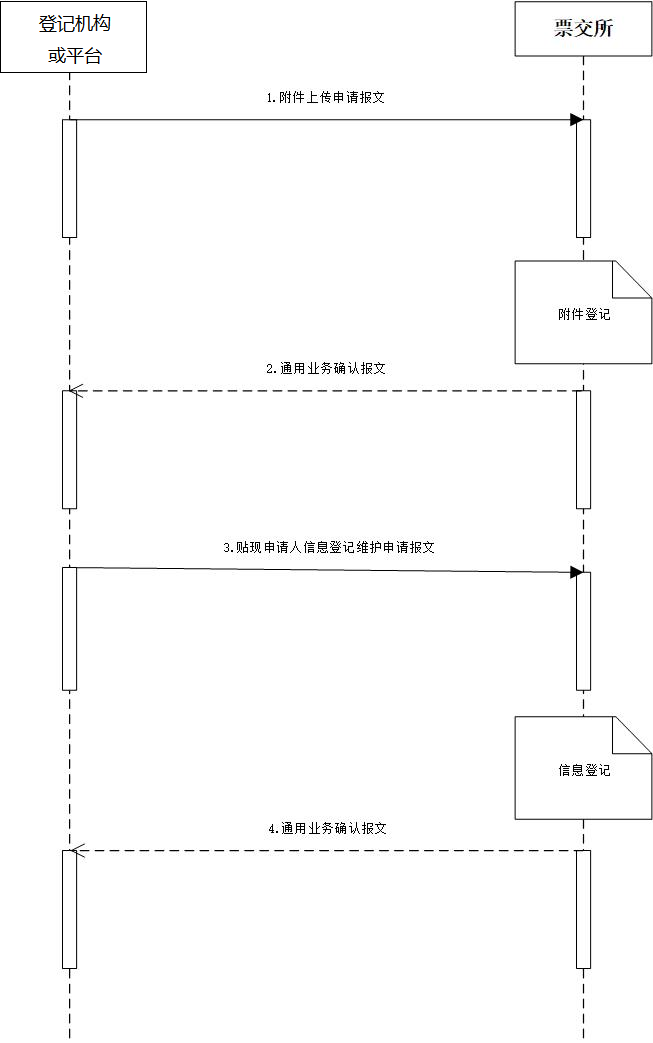 登记机构
或平台
票交所
1.附件上传申请报文
附件登记
2.通用业务确认报文
3.贴现申请人信息登记维护申请报文
信息登记
4.通用业务确认报文